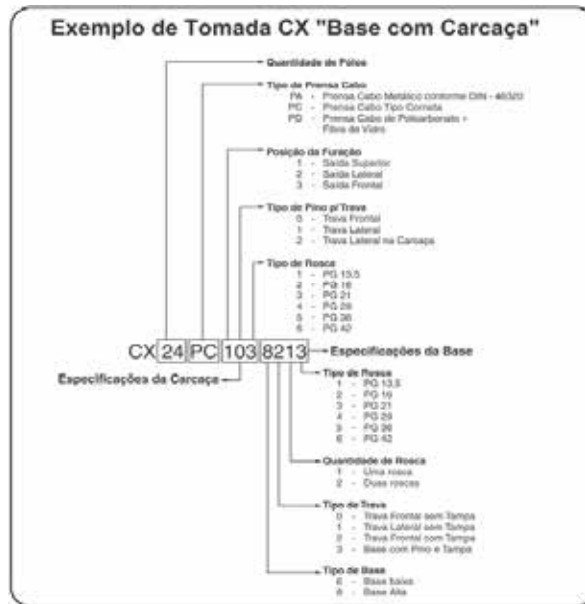 Exemplo de Tomada CX "Base com Carcaça"
Quantidade de Pólos
Tipo de Prensa Cabo
PA - Prensa Cabo Metálico conforme DIN - 46320
PC - Prensa Cabo Tipo Corneta
PD - Prensa Cabo de Policarbonato +
Fibra de Vidro
Posição da Furação
1 - Saída Superior
2 - Saída Lateral
3 - Saída Frontal
Tipo de Pino p/Trava
0 - Trava Frontal
1 - Trava Lateral
2 - Trava Lateral na Carcaça
Tipo de Rosca
1 - PG 13,5
2 - PG 16
3 - PG 21
4 - PG 29
5 - PG 36
6 - PG 42
CX 24 PC 103 8213 Especificações da Base
Especificações da Carcaça
Tipo de Rosca
1 - PG 13,5
2 - PG 16
3 - PG 21
4 - PG 29
5 - PG 36
6 - PG 42
Quantidade de Rosca
1 - Uma rosca
2 - Duas roscas
Tipo de Trava
0 - Trava Frontal sem Tampa
1 - Trava Lateral sem Tampa
2 - Trava Frontal com Tampa
3 - Base com Pino e Tampa
Tipo de Base
6 - Base baixa
8 - Base Alta